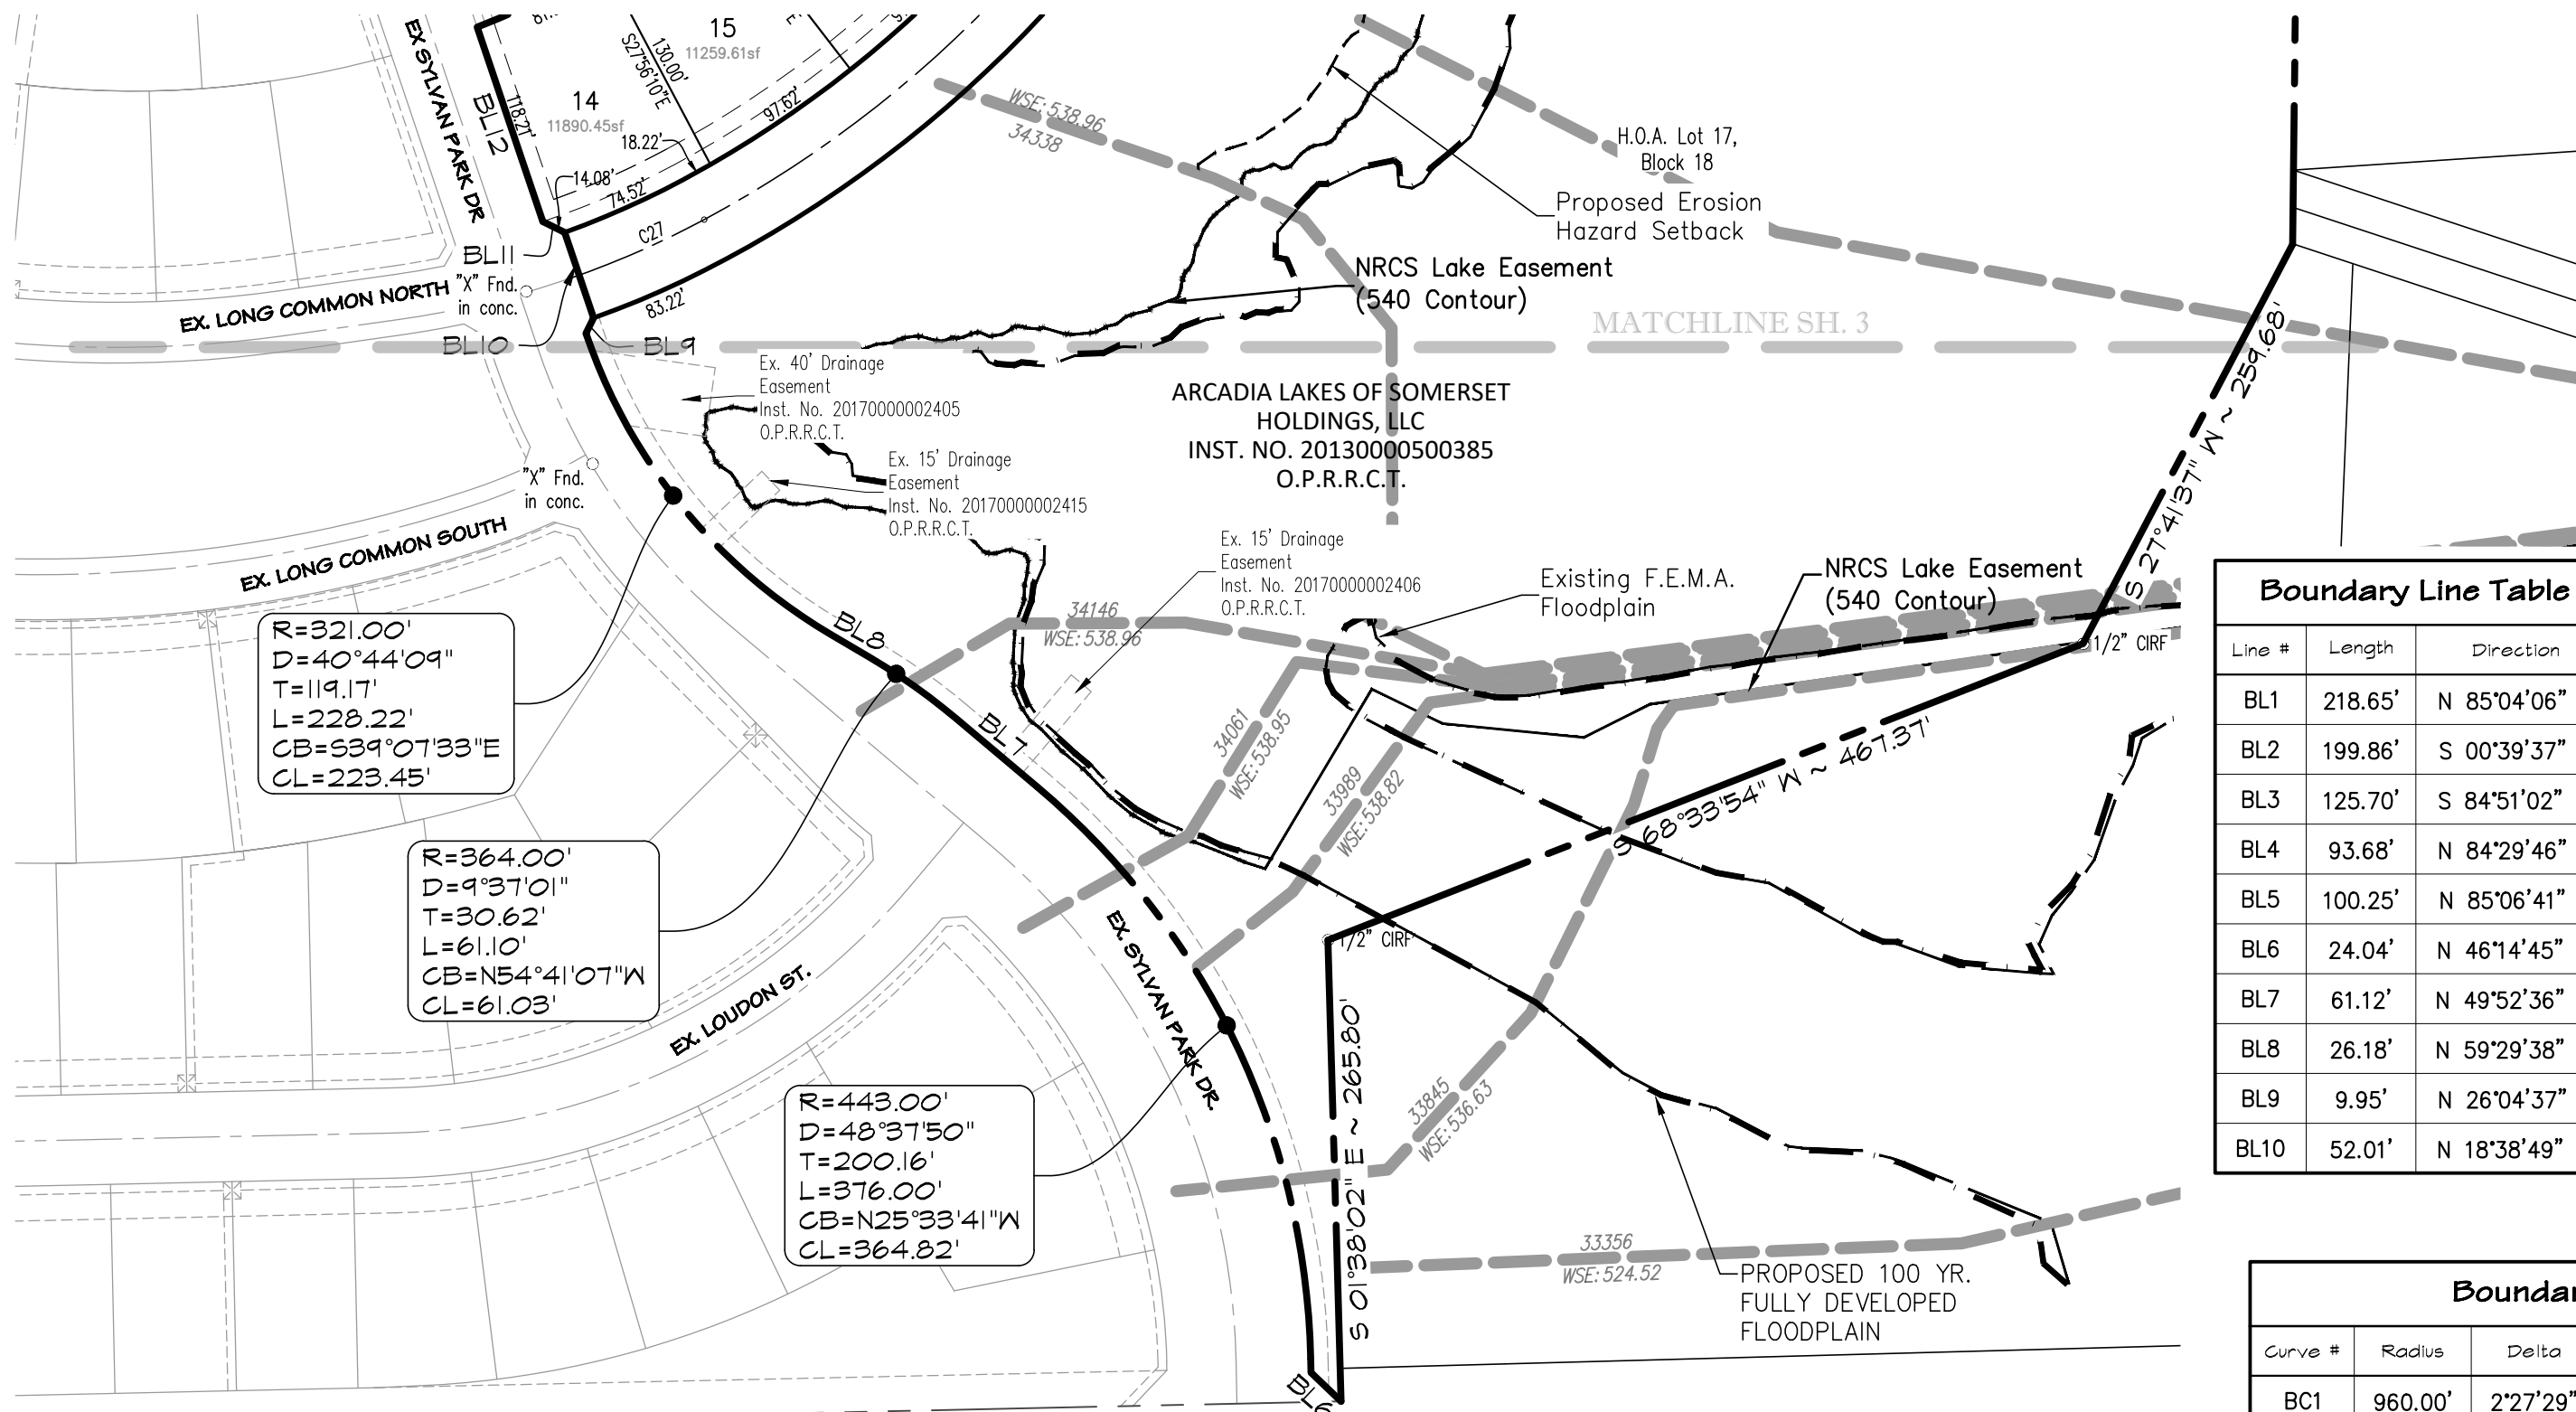 EX SYLVAN PARK DR
BL12
118.21'
14
11890.45sf
15
11259.61sf
130.00'
S27°56'10"E
97.62'
18.22'
14.08'
74.52'
C27
83.22'
BL11
"X" Fnd.
in conc.
EX. LONG COMMON NORTH
BL10
BL9
WSE: 538.96
34338
H.O.A. Lot 17,
Block 18
Proposed Erosion
Hazard Setback
NRCS Lake Easement
(540 Contour)
MATCHLINE SH. 3
S 27°41'37" W ~ 259.68'
Ex. 40' Drainage
Easement
Inst. No. 20170000002405
O.P.R.R.C.T.
ARCADIA LAKES OF SOMERSET
HOLDINGS, LLC
INST. NO. 20130000500385
O.P.R.R.C.T.
Ex. 15' Drainage
Easement
Inst. No. 20170000002415
O.P.R.R.C.T.
"X" Fnd.
in conc.
EX. LONG COMMON SOUTH
Ex. 15' Drainage
Easement
Inst. No. 20170000002406
O.P.R.R.C.T.
Existing F.E.M.A.
Floodplain
NRCS Lake Easement
(540 Contour)
1/2" CIRF
R=321.00'
D=40°44'09"
T=119.17'
L=228.22'
CB=S39°07'33"E
CL=223.45'
BL8
34146
WSE: 538.96
BL7
34061
WSE: 538.95
33989
WSE: 538.82
S 68°33'54" W ~ 467.37'
R=364.00'
D=9°37'01"
T=30.62'
L=61.10'
CB=N54°41'07"W
CL=61.03'
1/2" CIRF
EX. SYLVAN PARK DR.
EX. LOUDON ST.
R=443.00'
D=48°37'50"
T=200.16'
L=376.00'
CB=N25°33'41"W
CL=364.82'
S 01°38'02" E ~ 265.80'
33845
WSE: 536.63
33356
WSE: 524.52
PROPOSED 100 YR.
FULLY DEVELOPED
FLOODPLAIN
BL6
Boundary Line Table
Line # Length Direction
BL1 218.65' N 85°04'06"
BL2 199.86' S 00°39'37"
BL3 125.70' S 84°51'02"
BL4 93.68' N 84°29'46"
BL5 100.25' N 85°06'41"
BL6 24.04' N 46°14'45"
BL7 61.12' N 49°52'36"
BL8 26.18' N 59°29'38"
BL9 9.95' N 26°04'37"
BL10 52.01' N 18°38'49"
Curve # Radius Delta
BC1 960.00' 2°27'29"